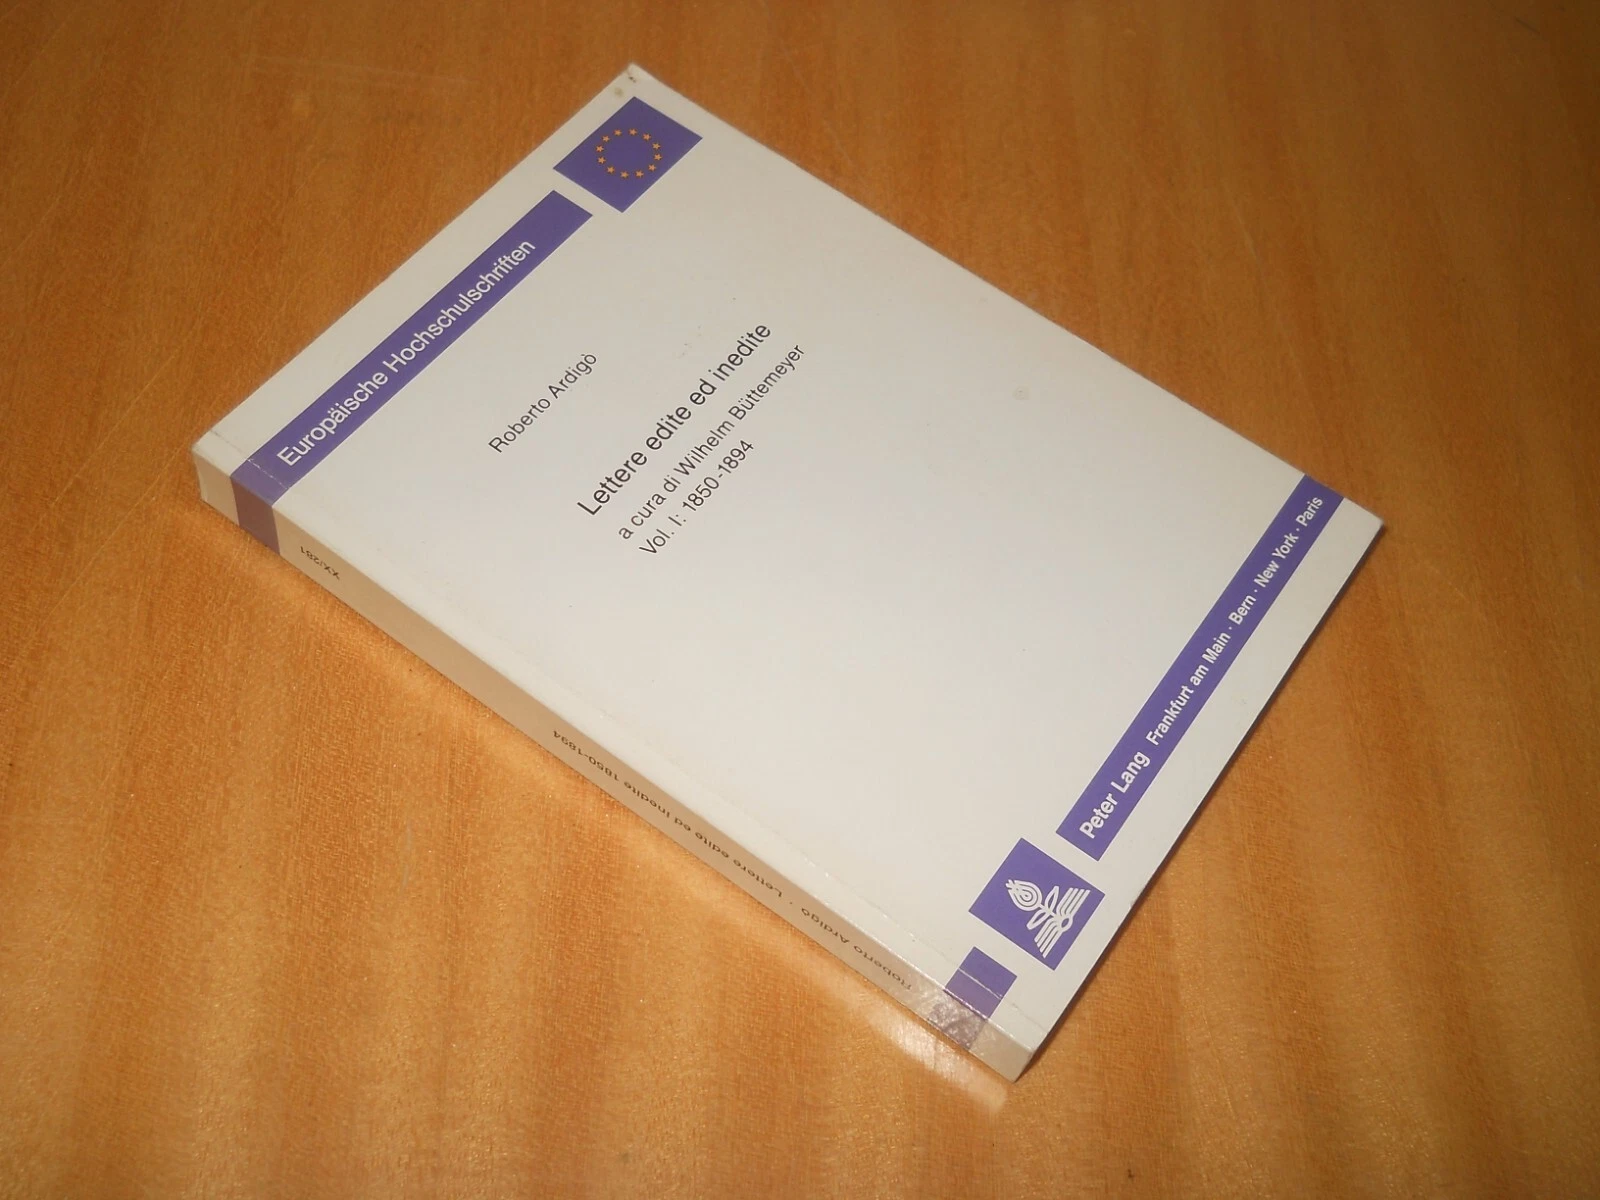 Europäische Hochschulschriften
Roberto Ardigò
Lettere edite ed inedite
a cura di Wilhelm Büttemeyer
Vol. I: 1850-1894
Peter Lang Frankfurt am Main · Bern · New York · Paris
XX/281
Roberto Ardigò · Lettere edite ed inedite 1850-1894